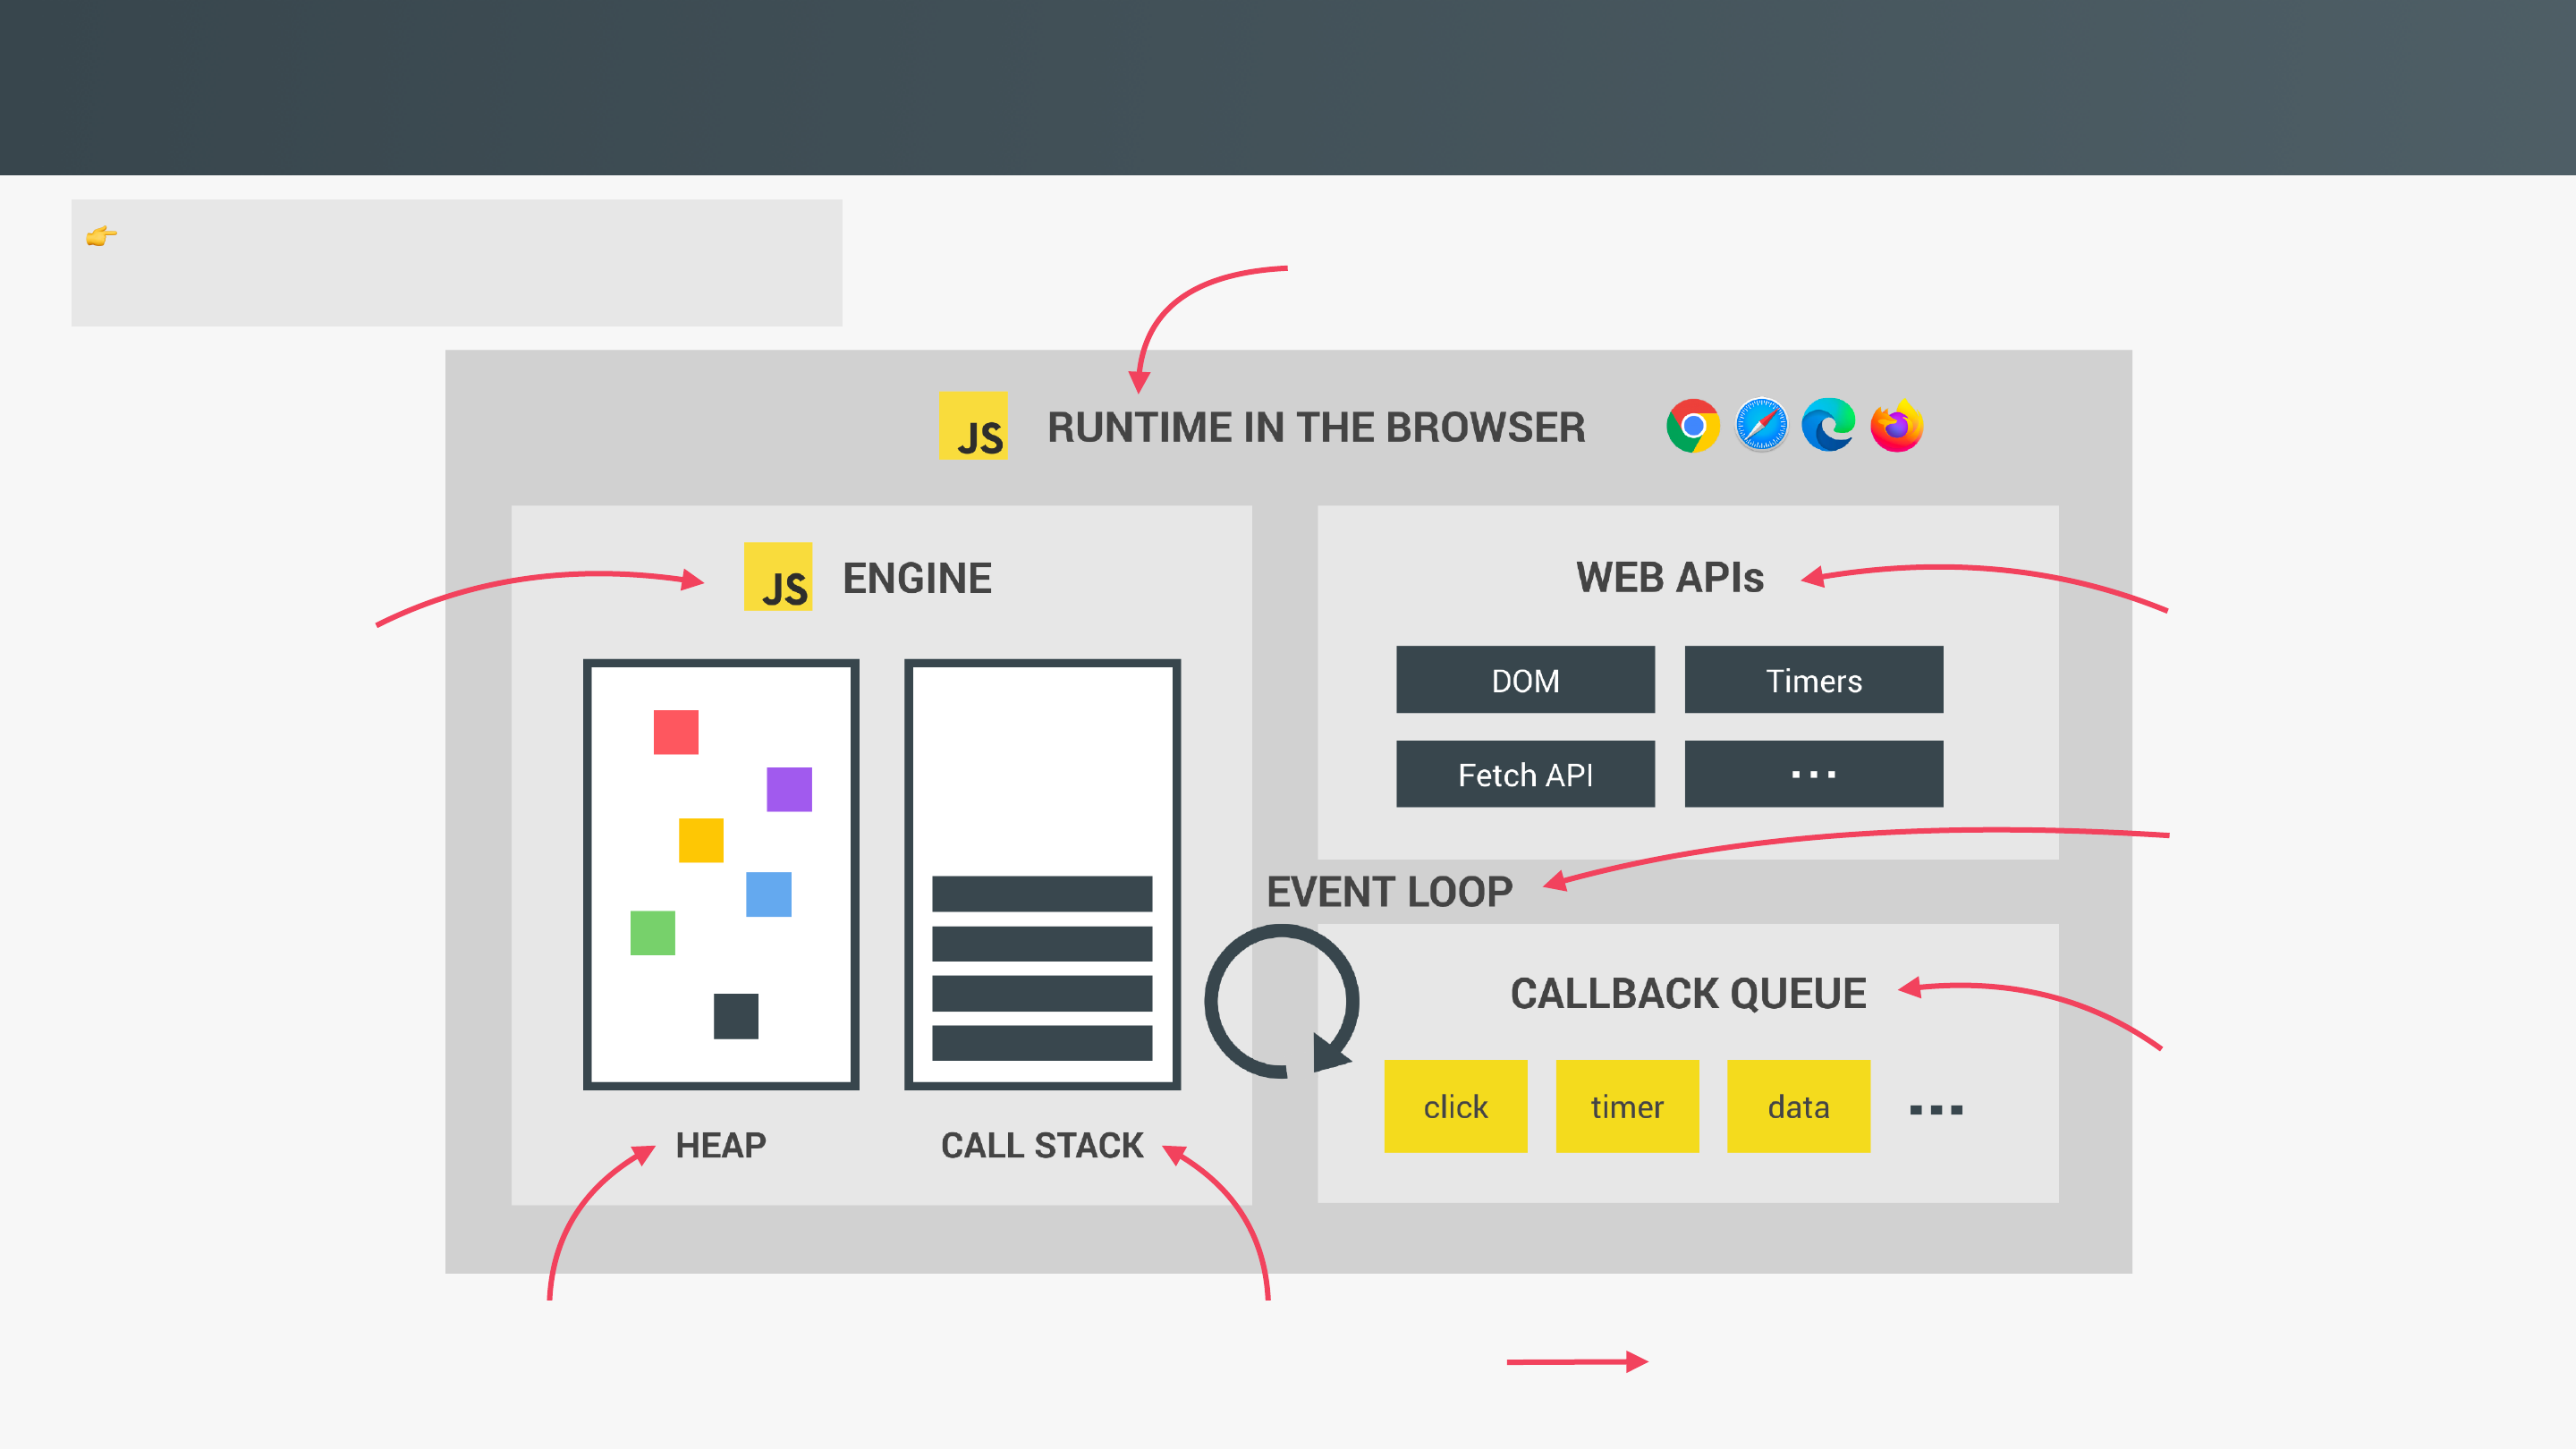 JS RUNTIME IN THE BROWSER
JS ENGINE
HEAP
CALL STACK
WEB APIs
DOM
Timers
Fetch API
...
EVENT LOOP
CALLBACK QUEUE
click
timer
data
...